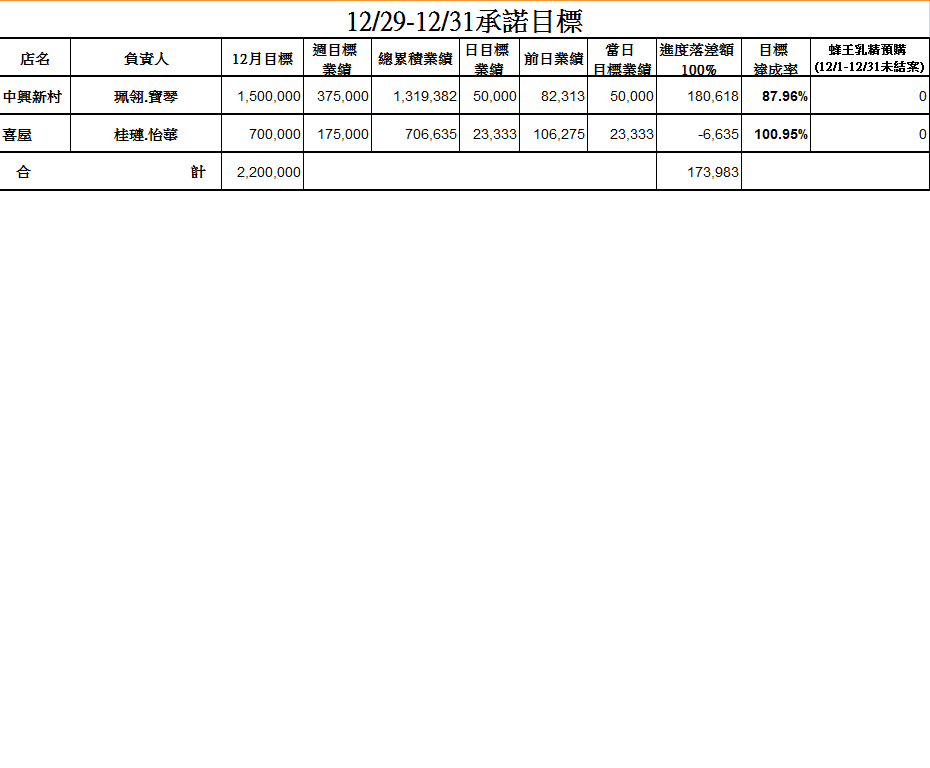 12/29-12/31承諾目標
店名 負責人 12月目標 週目標業績 總累積業績 日目標業績 前日業績 當日目標業績 進度落差額100% 目標達成率 蜂王乳精預購(12/1-12/31未結案)
中興新村 珮翎.寶琴 1,500,000 375,000 1,319,382 50,000 82,313 50,000 180,618 87.96% 0
喜屋 桂璉.怡華 700,000 175,000 706,635 23,333 106,275 23,333 -6,635 100.95% 0
合計 2,200,000 173,983